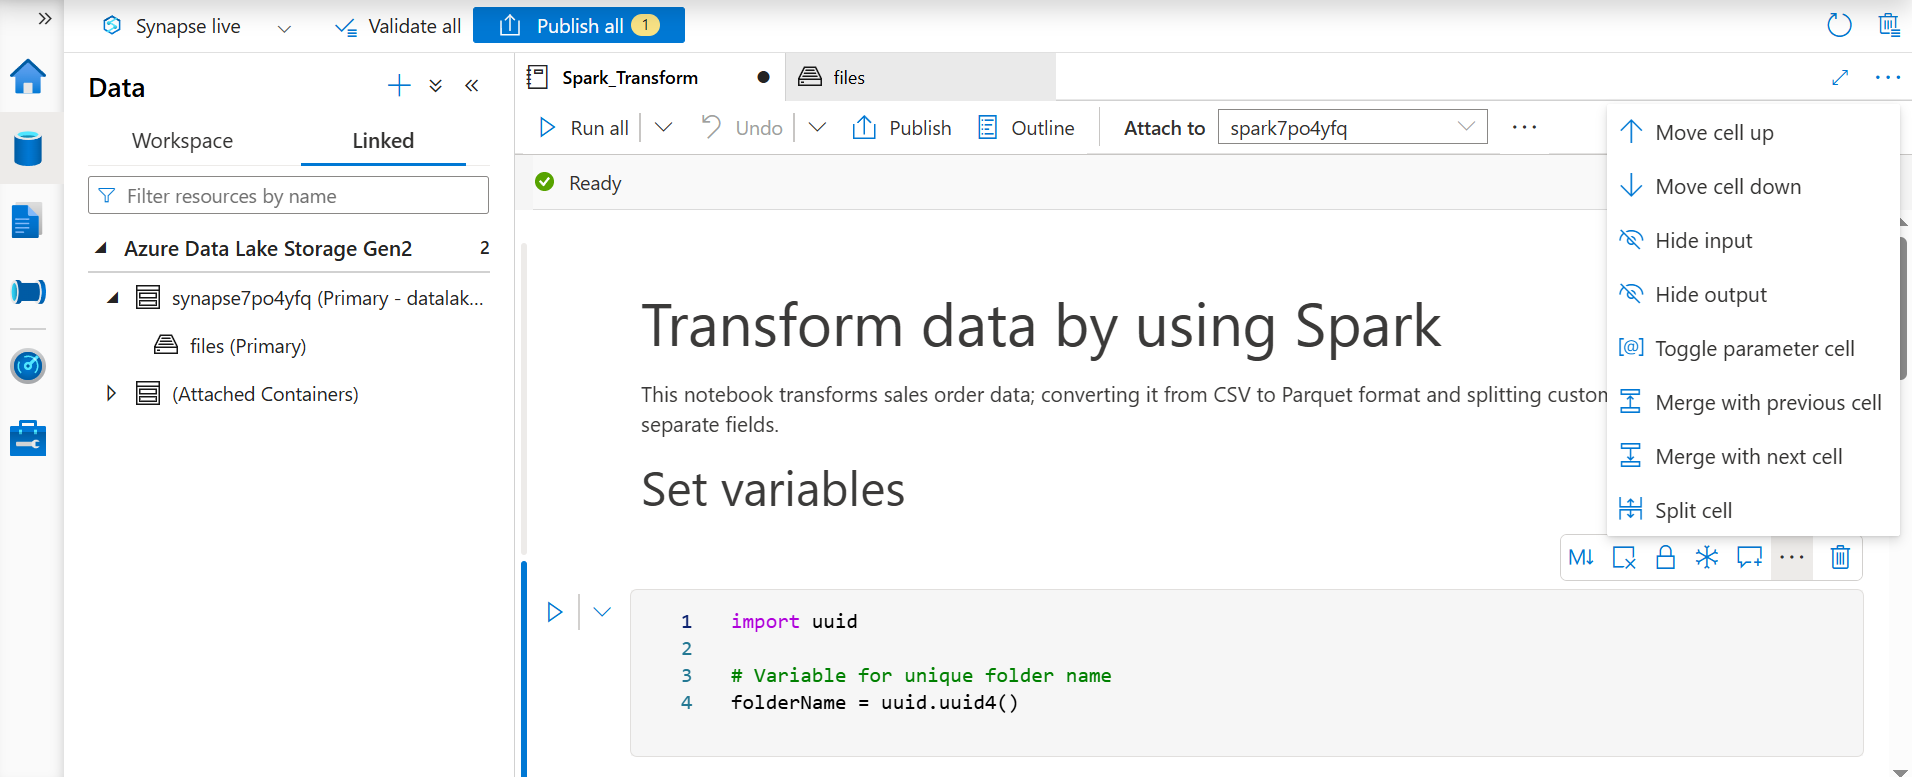 Synapse live
Validate all
Publish all 1
Data
Workspace
Linked
Filter resources by name
Azure Data Lake Storage Gen2 2
synapse7po4yfq (Primary - datalak...
files (Primary)
(Attached Containers)
Spark_Transform
files
Run all
Undo
Publish
Outline
Attach to
spark7po4yfq
Ready
Transform data by using Spark
This notebook transforms sales order data; converting it from CSV to Parquet format and splitting custom
separate fields.
Set variables
Move cell up
Move cell down
Hide input
Hide output
[@] Toggle parameter cell
Merge with previous cell
Merge with next cell
Split cell
M↓
1 import uuid
2
3 # Variable for unique folder name
4 folderName = uuid.uuid4()